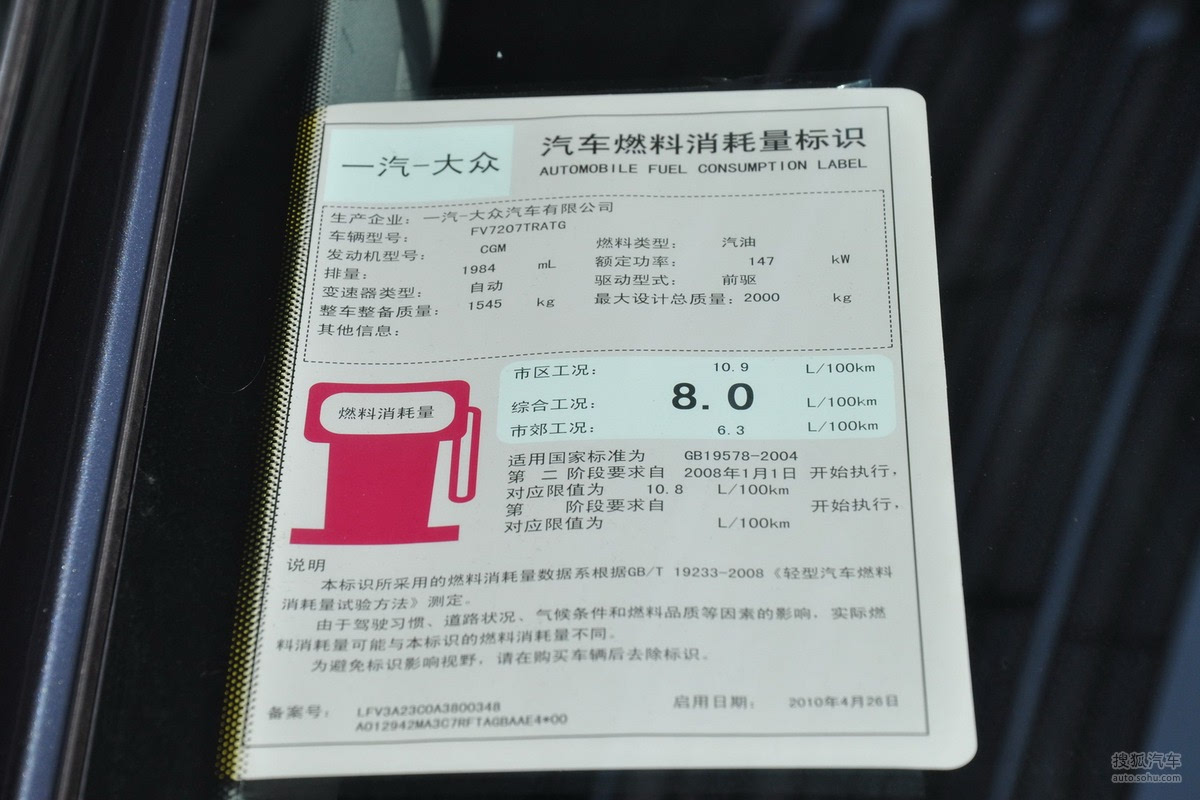 一汽-大众
汽车燃料消耗量标识
AUTOMOBILE FUEL CONSUMPTION LABEL
生产企业: 一汽-大众汽车有限公司
车辆型号: FV7207TRATG
发动机型号: CGM 燃料类型: 汽油
排量: 1984 mL 额定功率: 147 kW
变速器类型: 自动 驱动型式: 前驱
整车整备质量: 1545 kg 最大设计总质量: 2000 kg
其他信息:
燃料消耗量
市区工况: 10.9 L/100km
综合工况: 8.0 L/100km
市郊工况: 6.3 L/100km
适用国家标准为 GB19578-2004
第 二 阶段要求自 2008年1月1日 开始执行,
对应限值为 10.8 L/100km
第 阶段要求自 开始执行,
对应限值为 L/100km
说明
本标识所采用的燃料消耗量数据系根据GB/T 19233-2008《轻型汽车燃料
消耗量试验方法》测定。
由于驾驶习惯、道路状况、气候条件和燃料品质等因素的影响, 实际燃
料消耗量可能与本标识的燃料消耗量不同。
为避免标识影响视野, 请在购买车辆后去除标识。
备案号: LFV3A23C0A3800348 启用日期: 2010年4月26日
A012942MA3C7RFTAGBAAE4*00
搜狐汽车
auto.sohu.com